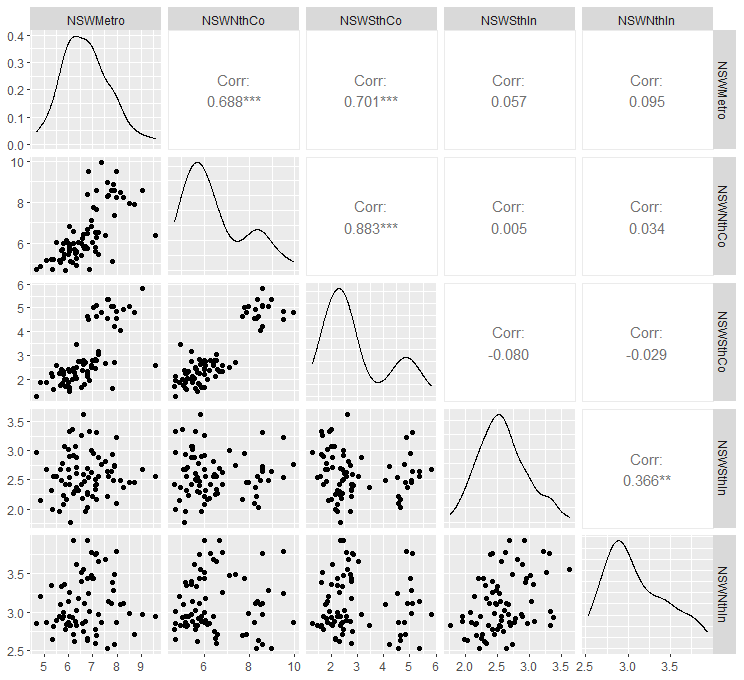 NSWMetro NSWNthCo NSWSthCo NSWSthIn NSWNthIn
0.4
0.3
0.2
0.1
0.0
Corr:
0.688***
Corr:
0.701***
Corr:
0.057
Corr:
0.095
NSWMetro
10
8
6
Corr:
0.883***
Corr:
0.005
Corr:
0.034
NSWNthCo
6
5
4
3
2
Corr:
-0.080
Corr:
-0.029
NSWSthCo
3.5
3.0
2.5
2.0
Corr:
0.366**
NSWSthIn
3.5
3.0
2.5
NSWNthIn
5 6 7 8 9 6 8 10 2 3 4 5 6 2.0 2.5 3.0 3.5 2.5 3.0 3.5